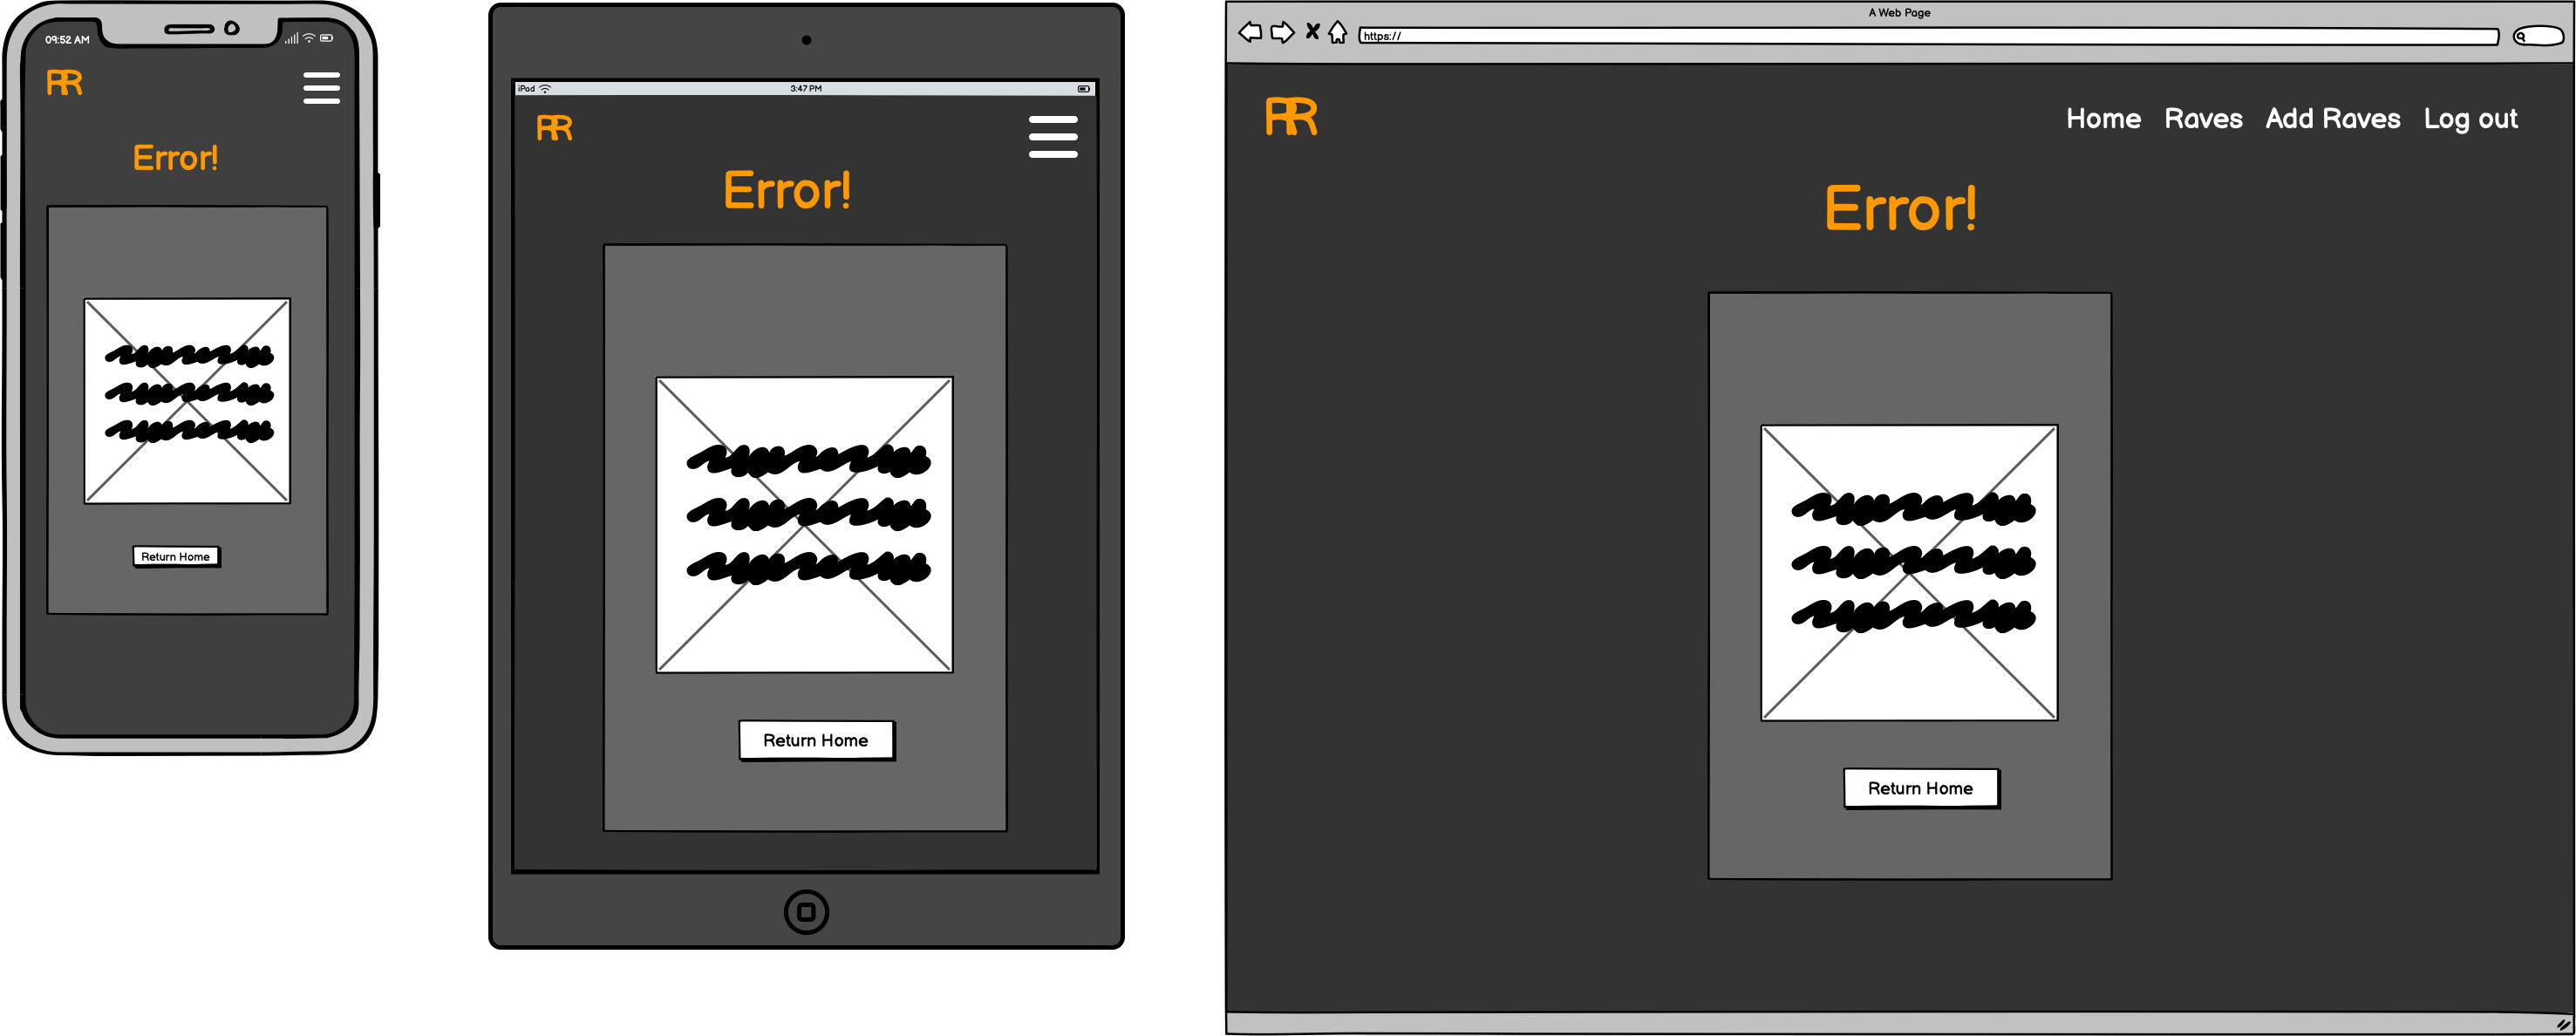 09:52 AM
RR
Error!
Return Home
iPad
3:47 PM
RR
Error!
Return Home
A Web Page
https://
RR
Home Raves Add Raves Log out
Error!
Return Home